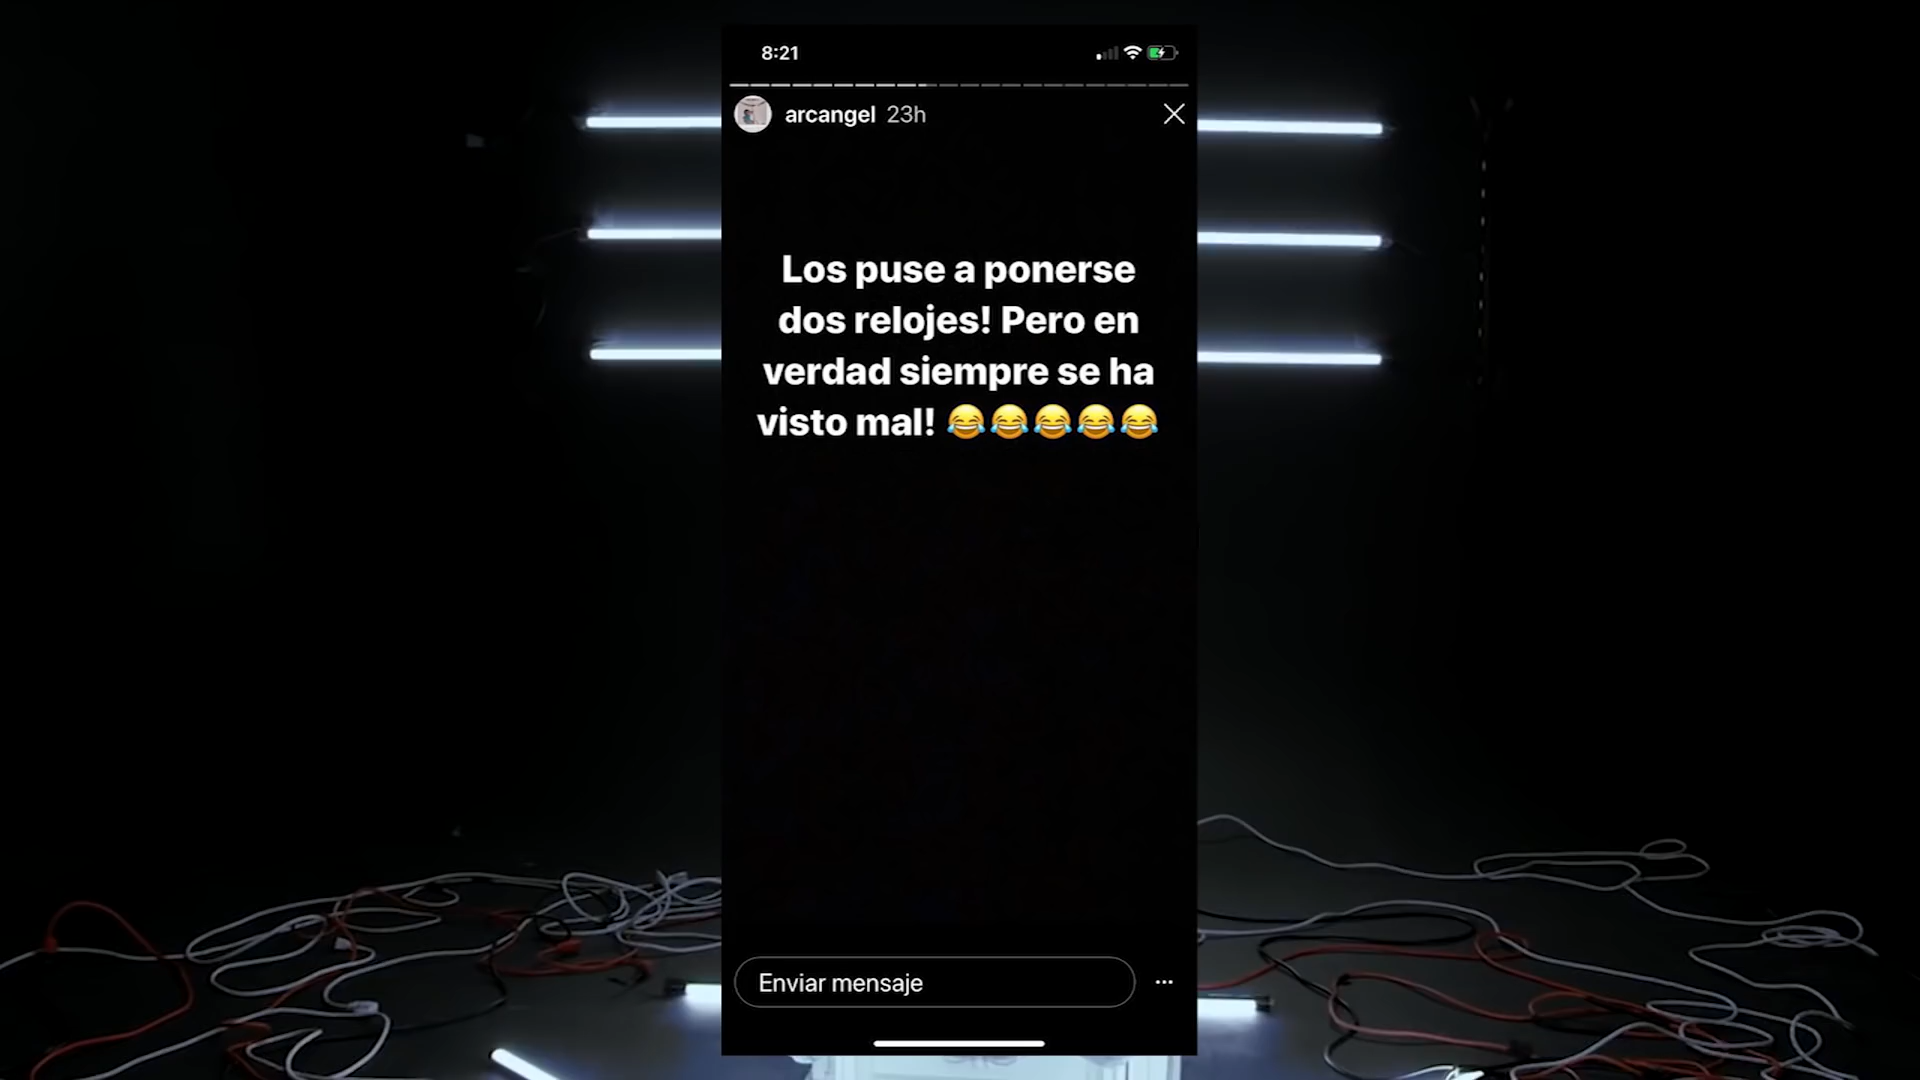 8:21
arcangel 23h
Los puse a ponerse
dos relojes! Pero en
verdad siempre se ha
visto mal! 😂😂😂😂😂
Enviar mensaje